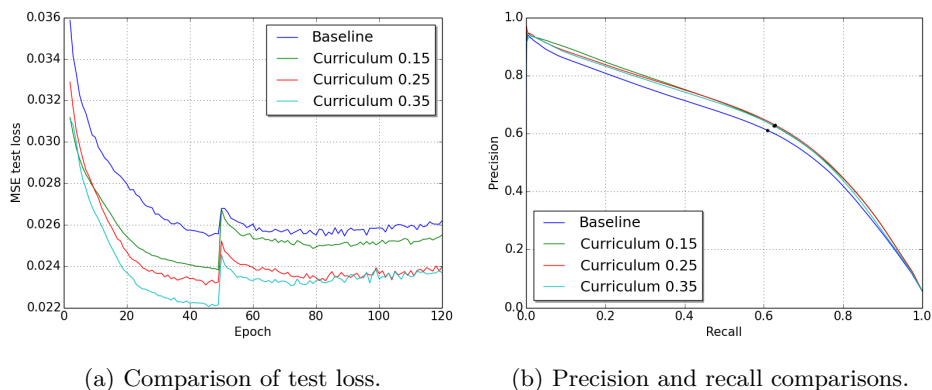 0.036
0.034
0.032
0.030
0.028
0.026
0.024
0.022
MSE test loss
0 20 40 60 80 100 120
Epoch
Baseline
Curriculum 0.15
Curriculum 0.25
Curriculum 0.35
(a) Comparison of test loss.
1.0
0.8
0.6
0.4
0.2
0.0
Precision
0.0 0.2 0.4 0.6 0.8 1.0
Recall
Baseline
Curriculum 0.15
Curriculum 0.25
Curriculum 0.35
(b) Precision and recall comparisons.